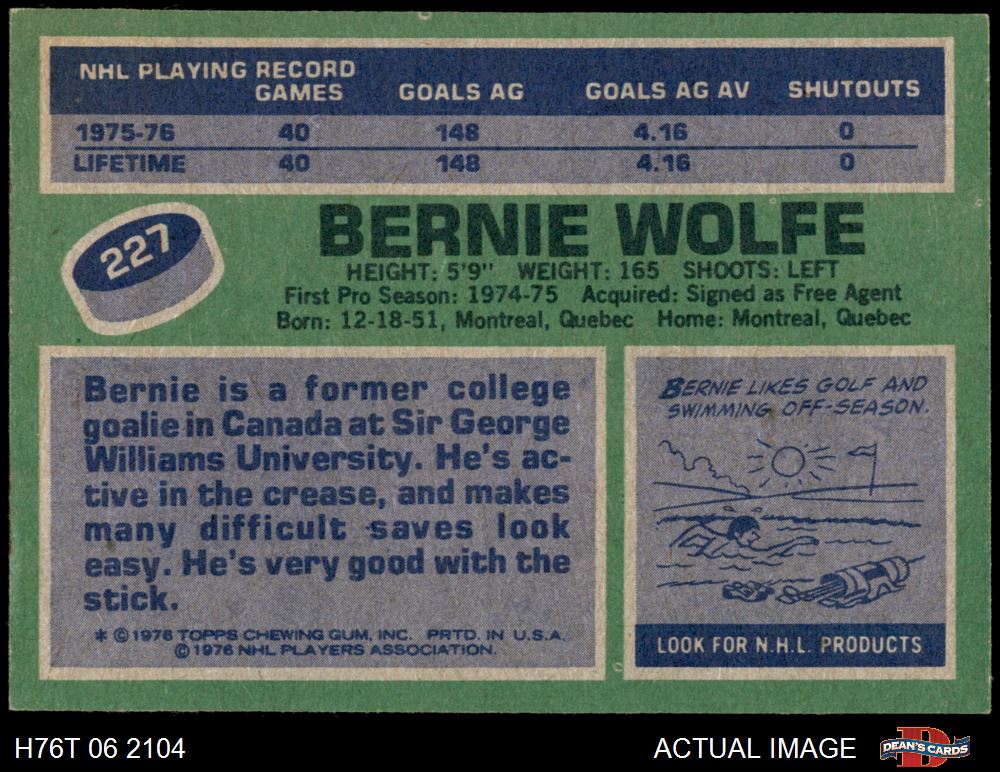 NHL PLAYING RECORD
GAMES GOALS AG GOALS AG AV SHUTOUTS
1975-76 40 148 4.16 0
LIFETIME 40 148 4.16 0
227
BERNIE WOLFE
HEIGHT: 5'9" WEIGHT: 165 SHOOTS: LEFT
First Pro Season: 1974-75 Acquired: Signed as Free Agent
Born: 12-18-51, Montreal, Quebec Home: Montreal, Quebec
Bernie is a former college
goalie in Canada at Sir George
Williams University. He's ac-
tive in the crease, and makes
many difficult saves look
easy. He's very good with the
stick.
* © 1976 TOPPS CHEWING GUM, INC. PRTD. IN U.S.A.
© 1976 NHL PLAYERS ASSOCIATION.
BERNIE LIKES GOLF AND
SWIMMING OFF-SEASON.
LOOK FOR N.H.L. PRODUCTS
H76T 06 2104
ACTUAL IMAGE
D
DEAN'S CARDS